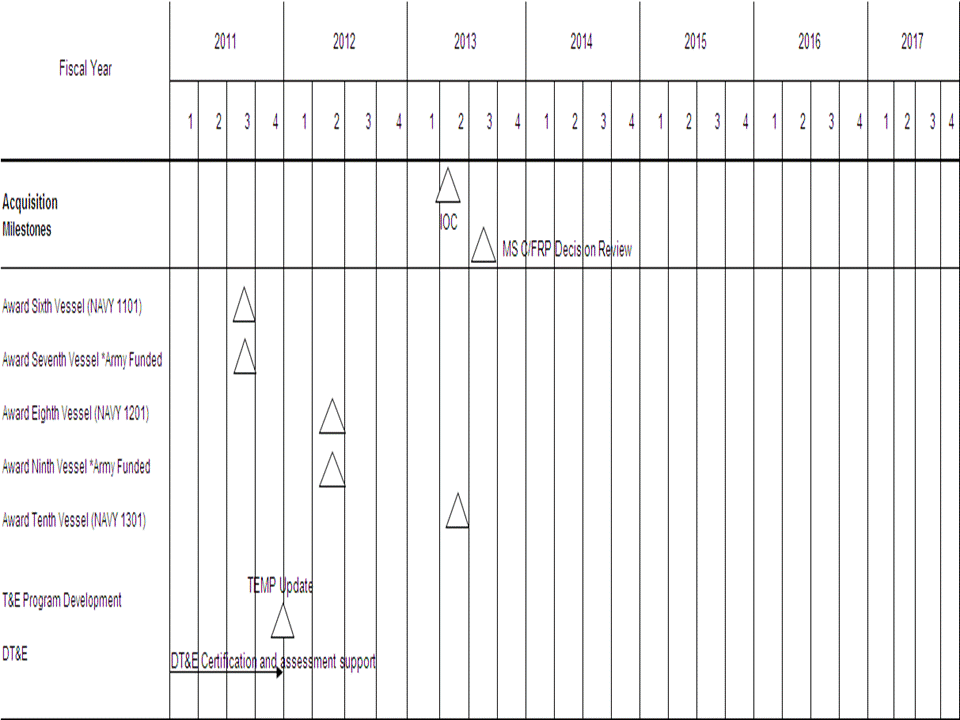 2011 2012 2013 2014 2015 2016 2017
Fiscal Year
1 2 3 4 1 2 3 4 1 2 3 4 1 2 3 4 1 2 3 4 1 2 3 4 1 2 3 4
Acquisition
Milestones
IOC
MS C/FRP Decision Review
Award Sixth Vessel (NAVY 1101)
Award Seventh Vessel *Army Funded
Award Eighth Vessel (NAVY 1201)
Award Ninth Vessel *Army Funded
Award Tenth Vessel (NAVY 1301)
TEMP Update
T&E Program Development
DT&E
DT&E Certification and assessment support